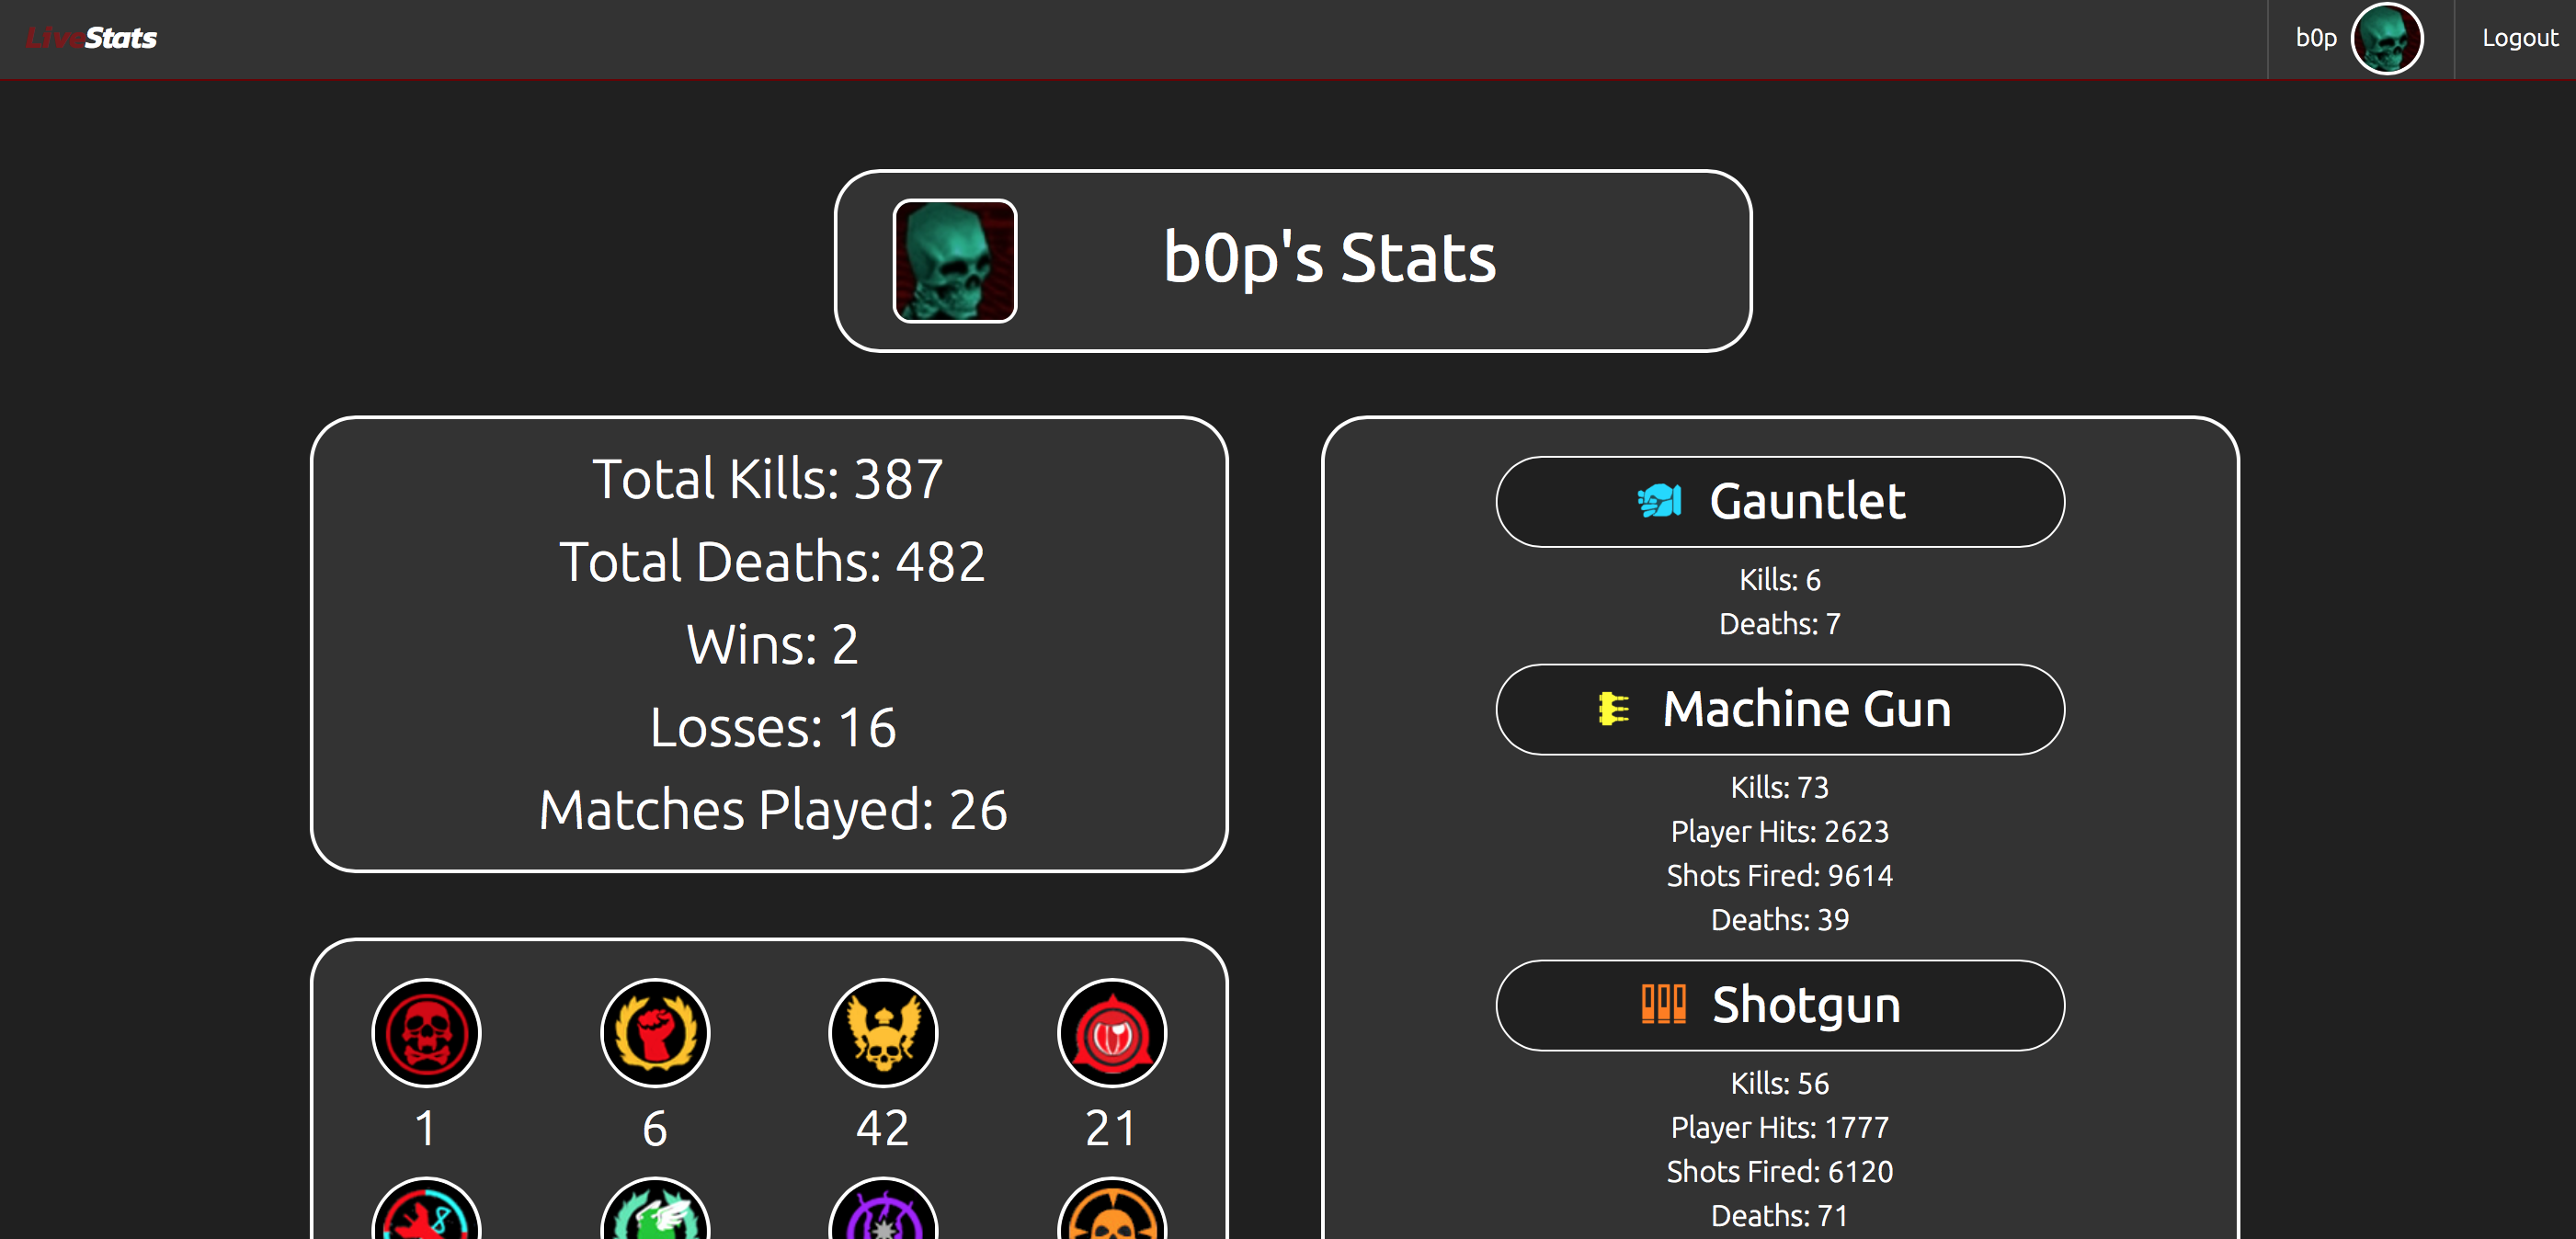 LiveStats
b0p
Logout
b0p's Stats
Total Kills: 387
Total Deaths: 482
Wins: 2
Losses: 16
Matches Played: 26
1
6
42
21
Gauntlet
Kills: 6
Deaths: 7
Machine Gun
Kills: 73
Player Hits: 2623
Shots Fired: 9614
Deaths: 39
Shotgun
Kills: 56
Player Hits: 1777
Shots Fired: 6120
Deaths: 71